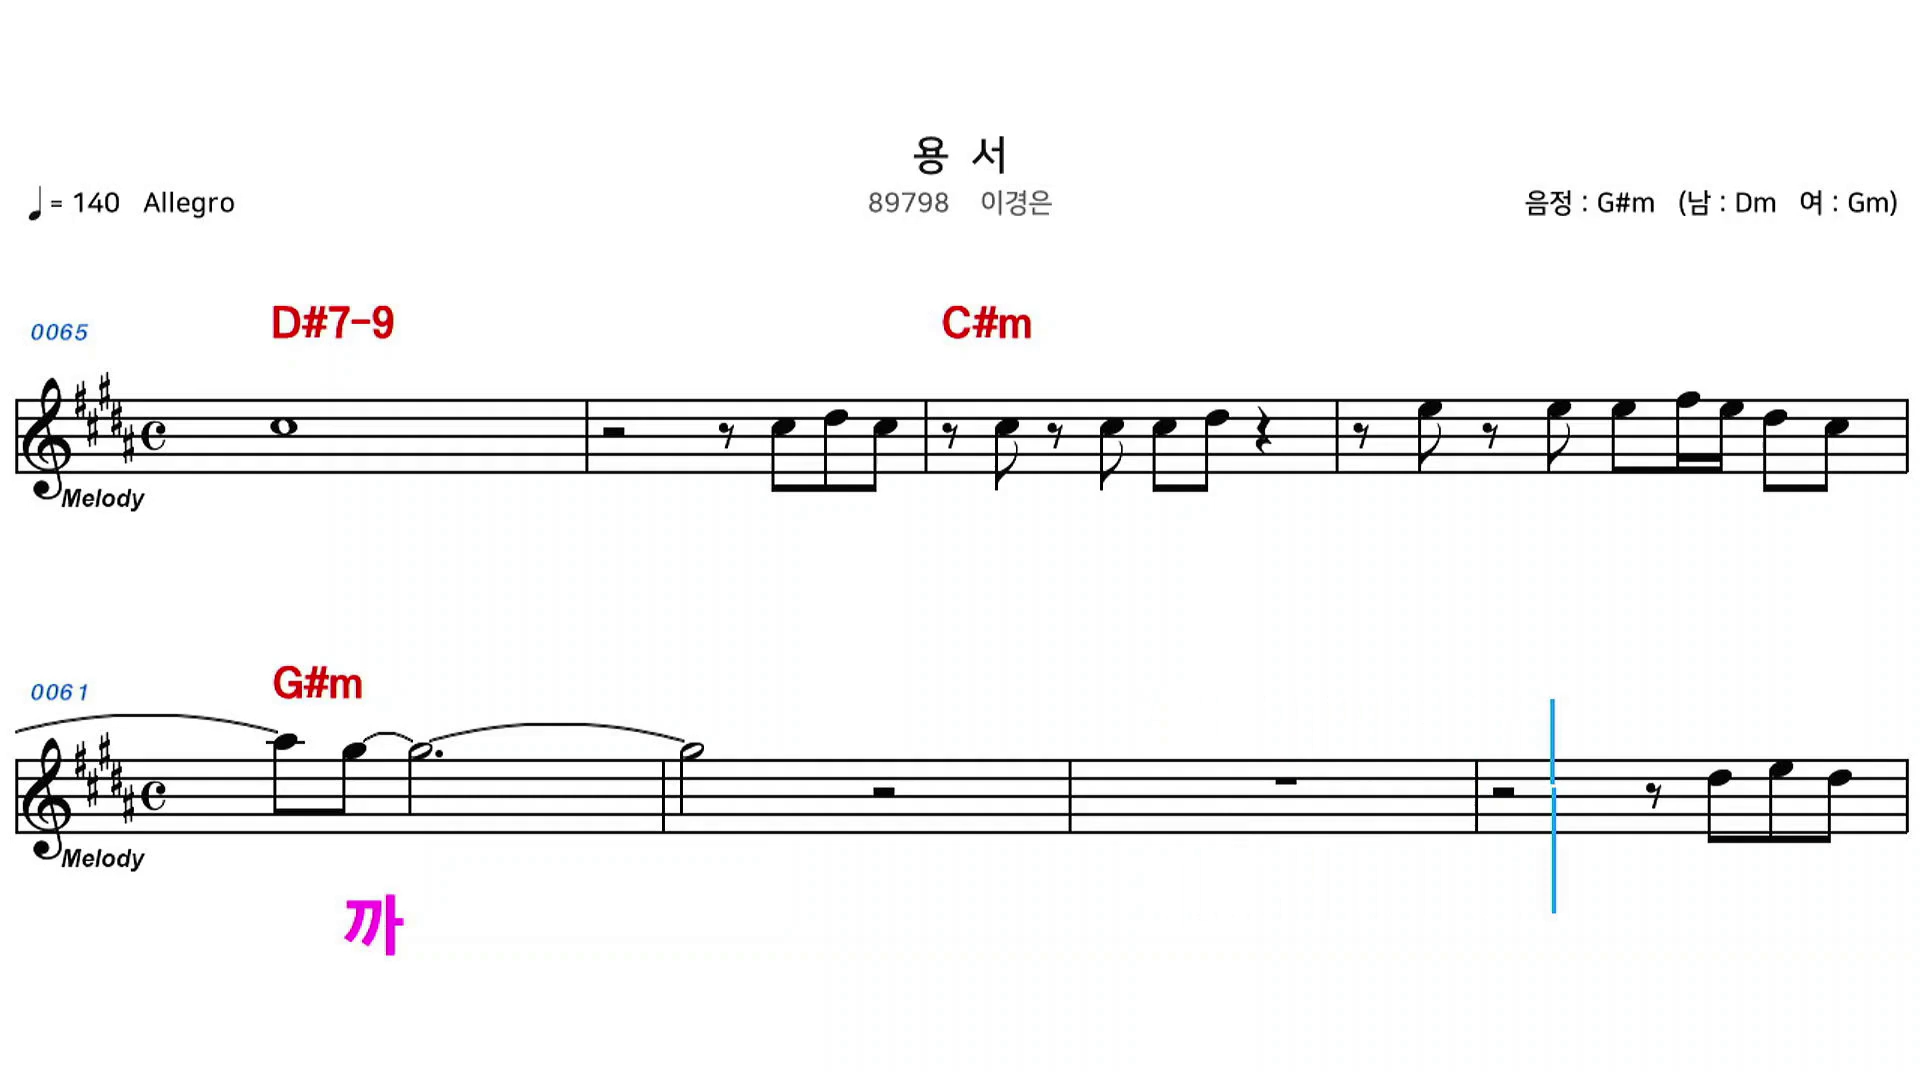 용 서
= 140 Allegro
89798 이경은
음정 : G#m (남 : Dm 여 : Gm)
D#7-9 C#m
0065
Melody
G#m
0061
Melody
까